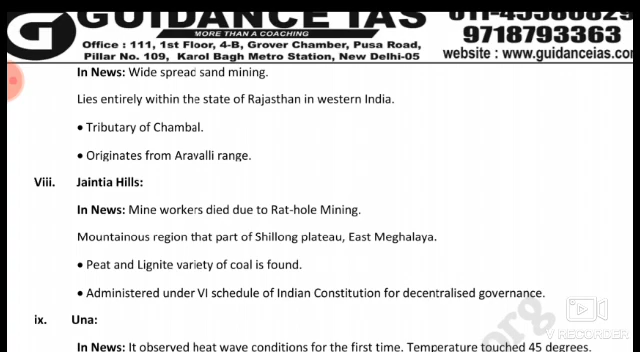 GUIDANCE IAS
MORE THAN A COACHING
011-45586829
9718793363
Office : 111, 1st Floor, 4-B, Grover Chamber, Pusa Road,
Pillar No. 109, Karol Bagh Metro Station, New Delhi-05
website : www.guidanceias.com
In News: Wide spread sand mining.
Lies entirely within the state of Rajasthan in western India.
• Tributary of Chambal.
• Originates from Aravalli range.
Viii. Jaintia Hills:
In News: Mine workers died due to Rat-hole Mining.
Mountainous region that part of Shillong plateau, East Meghalaya.
• Peat and Lignite variety of coal is found.
• Administered under VI schedule of Indian Constitution for decentralised governance.
ix. Una:
In News: It observed heat wave conditions for the first time. Temperature touched 45 degrees.
org
V RECORDER